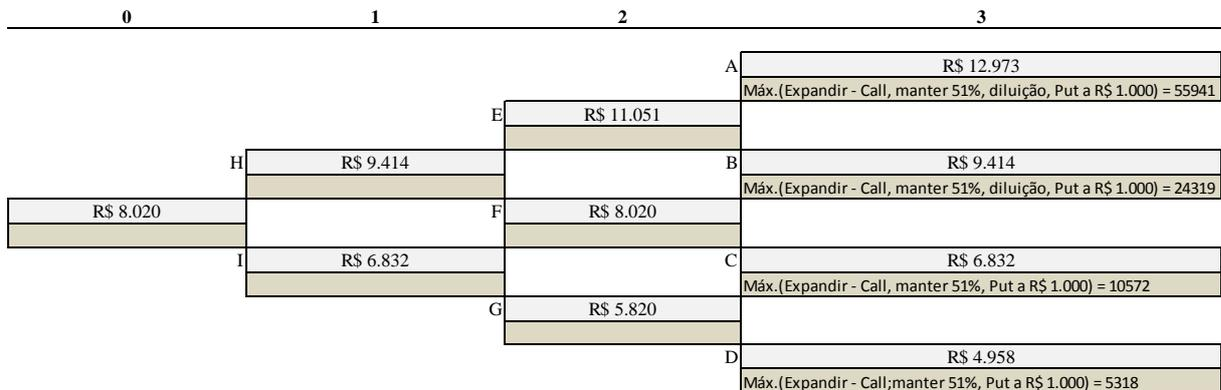 0 1 2 3
A R$ 12.973
Máx.(Expandir - Call, manter 51%, diluição, Put a R$ 1.000) = 55941
E R$ 11.051
H R$ 9.414 B R$ 9.414
Máx.(Expandir - Call, manter 51%, diluição, Put a R$ 1.000) = 24319
R$ 8.020 F R$ 8.020
I R$ 6.832 C R$ 6.832
Máx.(Expandir - Call, manter 51%, Put a R$ 1.000) = 10572
G R$ 5.820
D R$ 4.958
Máx.(Expandir - Call;manter 51%, Put a R$ 1.000) = 5318